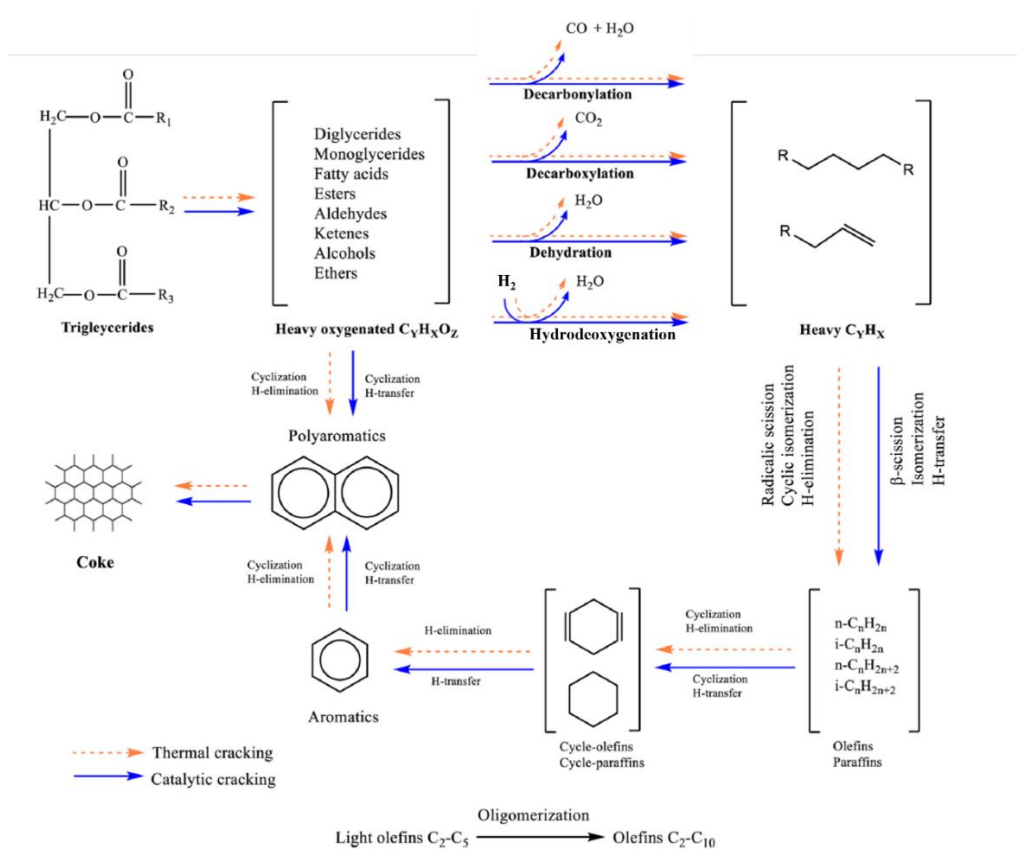 CO + H₂O
Decarbonylation
O
H₂C—O—C—R₁
O
HC—O—C—R₂
O
H₂C—O—C—R₃
Trigleycerides
Diglycerides
Monoglycerides
Fatty acids
Esters
Aldehydes
Ketenes
Alcohols
Ethers
Heavy oxygenated CᵧHₓO_Z
CO₂
Decarboxylation
H₂O
Dehydration
H₂
H₂O
Hydrodeoxygenation
R
R
R
Heavy CᵧHₓ
Cyclization
H-elimination
Cyclization
H-transfer
Radicalic scission
Cyclic isomerization
H-elimination
β-scission
Isomerization
H-transfer
Polyaromatics
Coke
Cyclization
H-elimination
Cyclization
H-transfer
Aromatics
H-elimination
H-transfer
Cycle-olefins
Cycle-paraffins
Cyclization
H-elimination
Cyclization
H-transfer
n-CₙH₂ₙ
i-CₙH₂ₙ
n-CₙH₂ₙ₊₂
i-CₙH₂ₙ₊₂
Olefins
Paraffins
Thermal cracking
Catalytic cracking
Oligomerization
Light olefins C₂-C₅
Olefins C₂-C₁₀